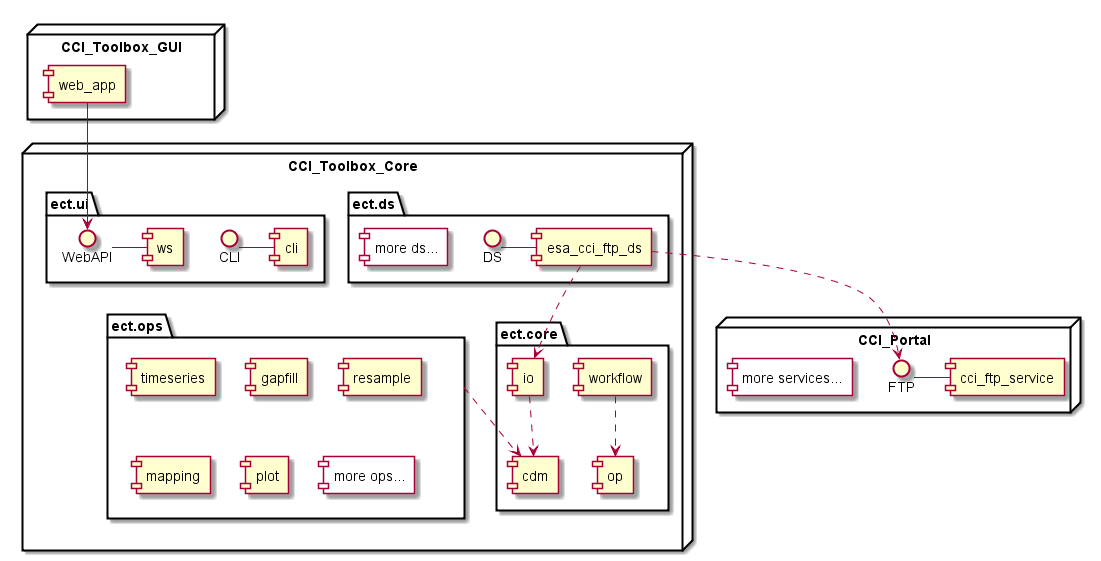 CCI_Toolbox_GUI
web_app
CCI_Toolbox_Core
ect.ui
WebAPI
ws
CLI
cli
ect.ds
more ds...
DS
esa_cci_ftp_ds
ect.ops
timeseries
gapfill
resample
mapping
plot
more ops...
ect.core
io
workflow
cdm
op
CCI_Portal
more services...
FTP
cci_ftp_service